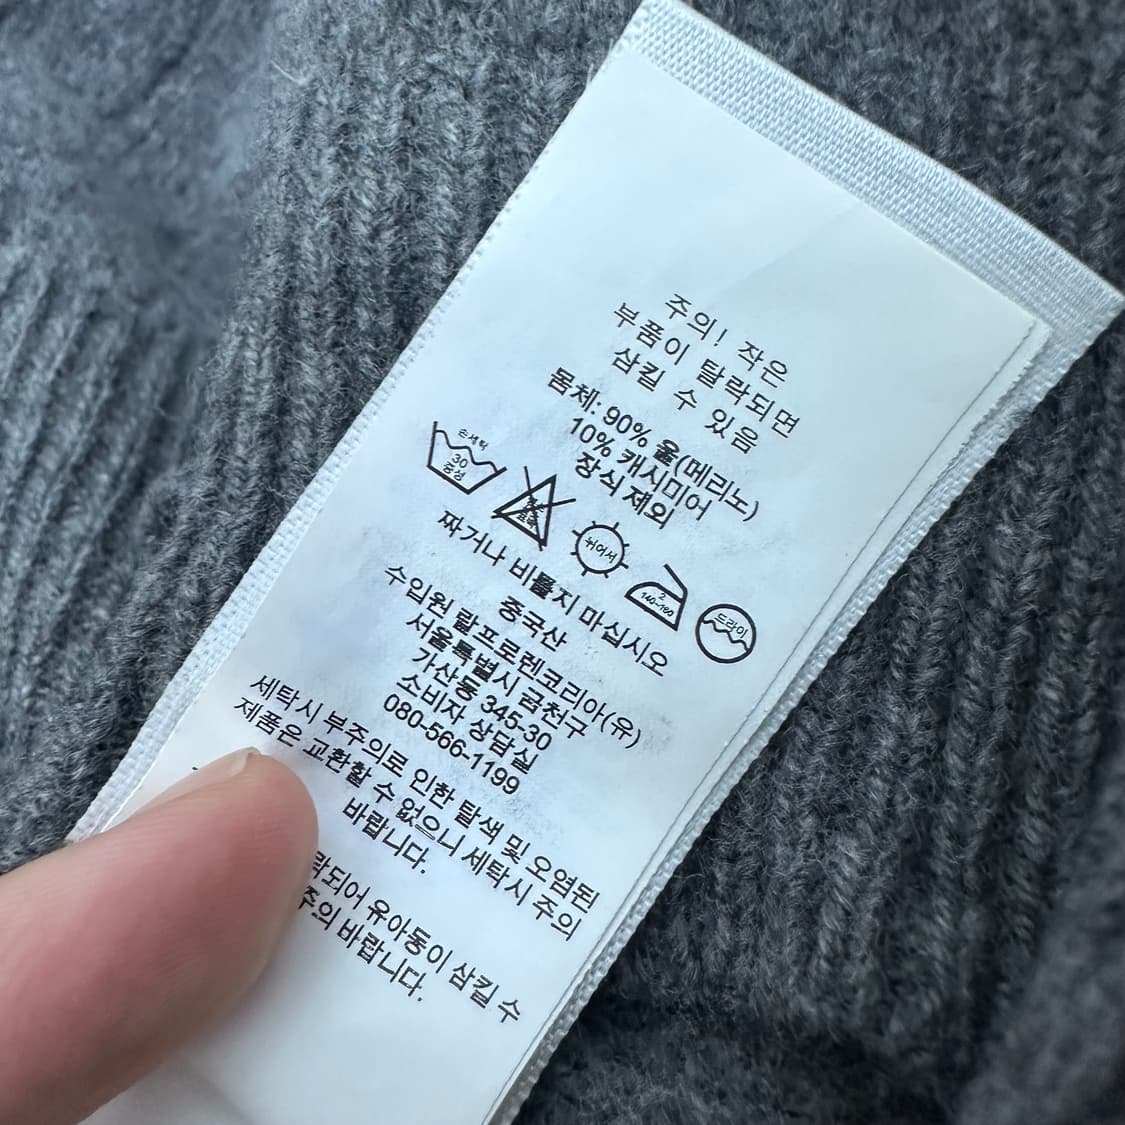 주의! 작은
부품이 탈락되면
삼킬 수 있음
몸체: 90% 울(메리노)
10% 캐시미어
장식 제외
손세탁
30
중성
뉘어서
2
140-160
드라이
짜거나 비틀지 마십시오
중국산
수입원 랄프로렌코리아(유)
서울특별시 금천구
가산동 345-30
소비자 상담실
080-566-1199
세탁시 부주의로 인한 탈색 및 오염된
제품은 교환할 수 없으니 세탁시 주의
바랍니다.
락되어 유아동이 삼킬 수
주의 바랍니다.